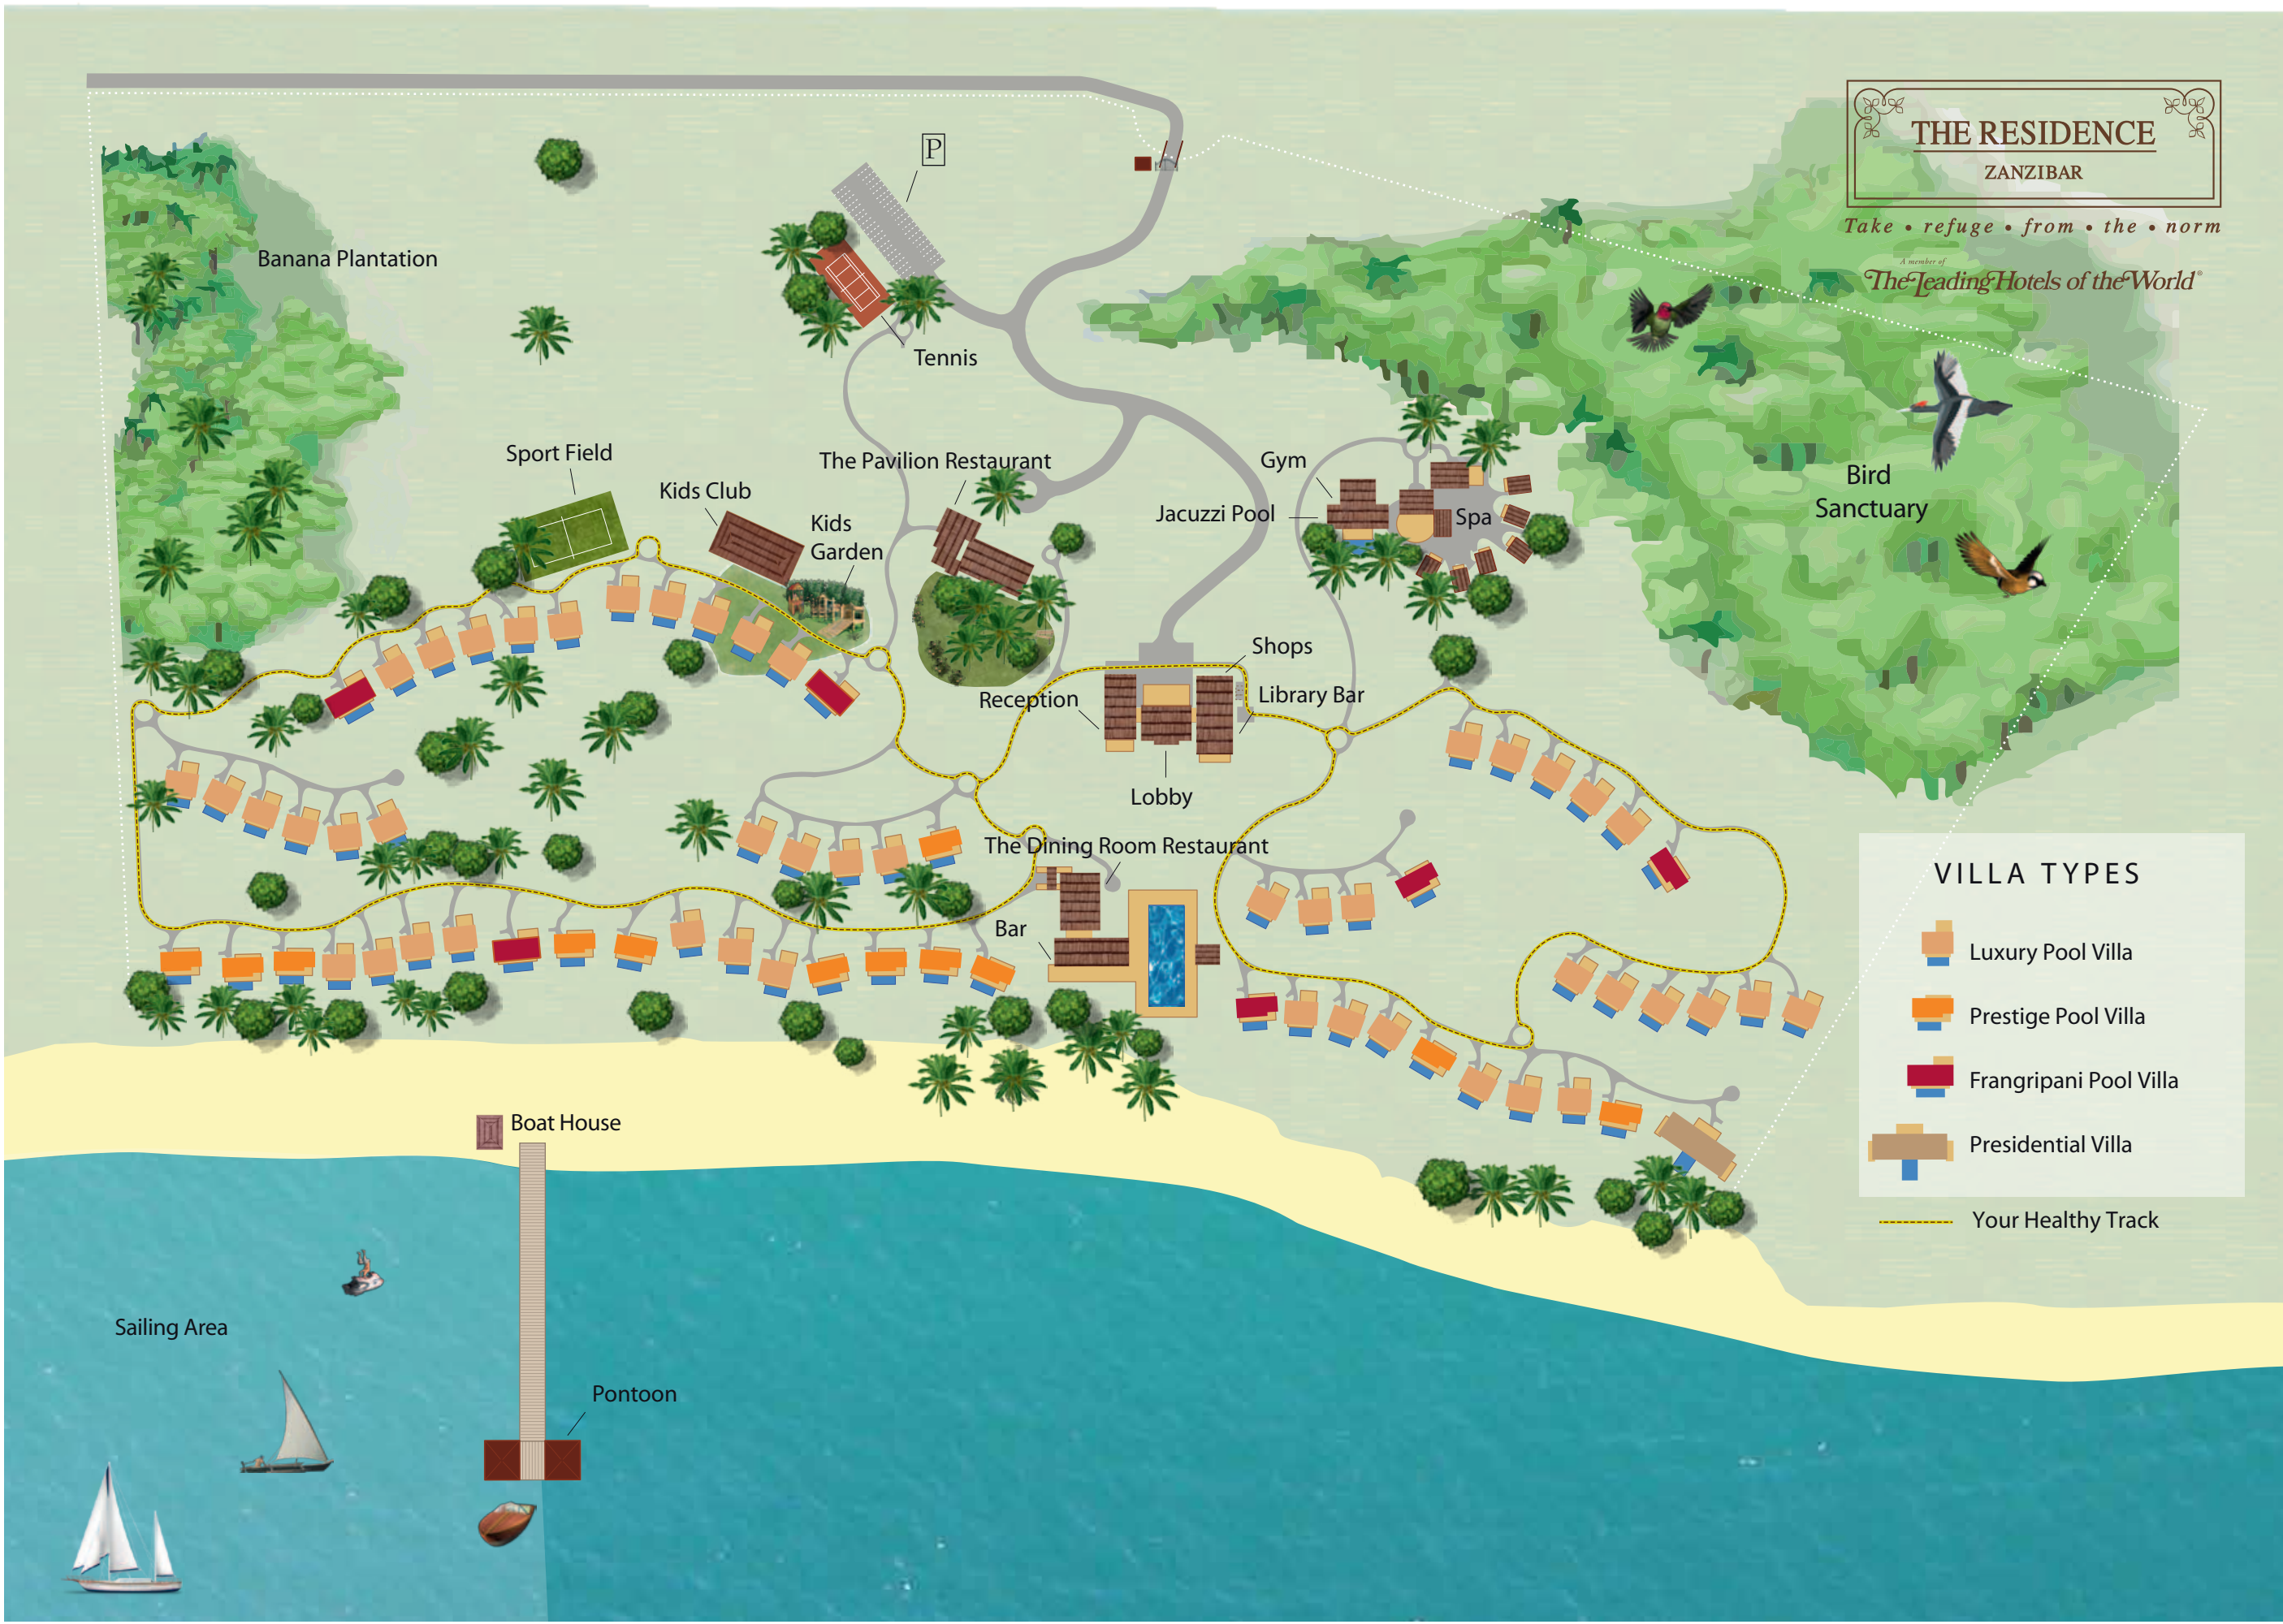 P
THE RESIDENCE
ZANZIBAR
Take • refuge • from • the • norm
A member of
The Leading Hotels of the World®
Banana Plantation
Tennis
Sport Field
Kids Club
Kids
Garden
The Pavilion Restaurant
Gym
Jacuzzi Pool
Spa
Bird
Sanctuary
Shops
Reception
Library Bar
Lobby
The Dining Room Restaurant
Bar
VILLA TYPES
Luxury Pool Villa
Prestige Pool Villa
Frangripani Pool Villa
Presidential Villa
Your Healthy Track
Boat House
Sailing Area
Pontoon